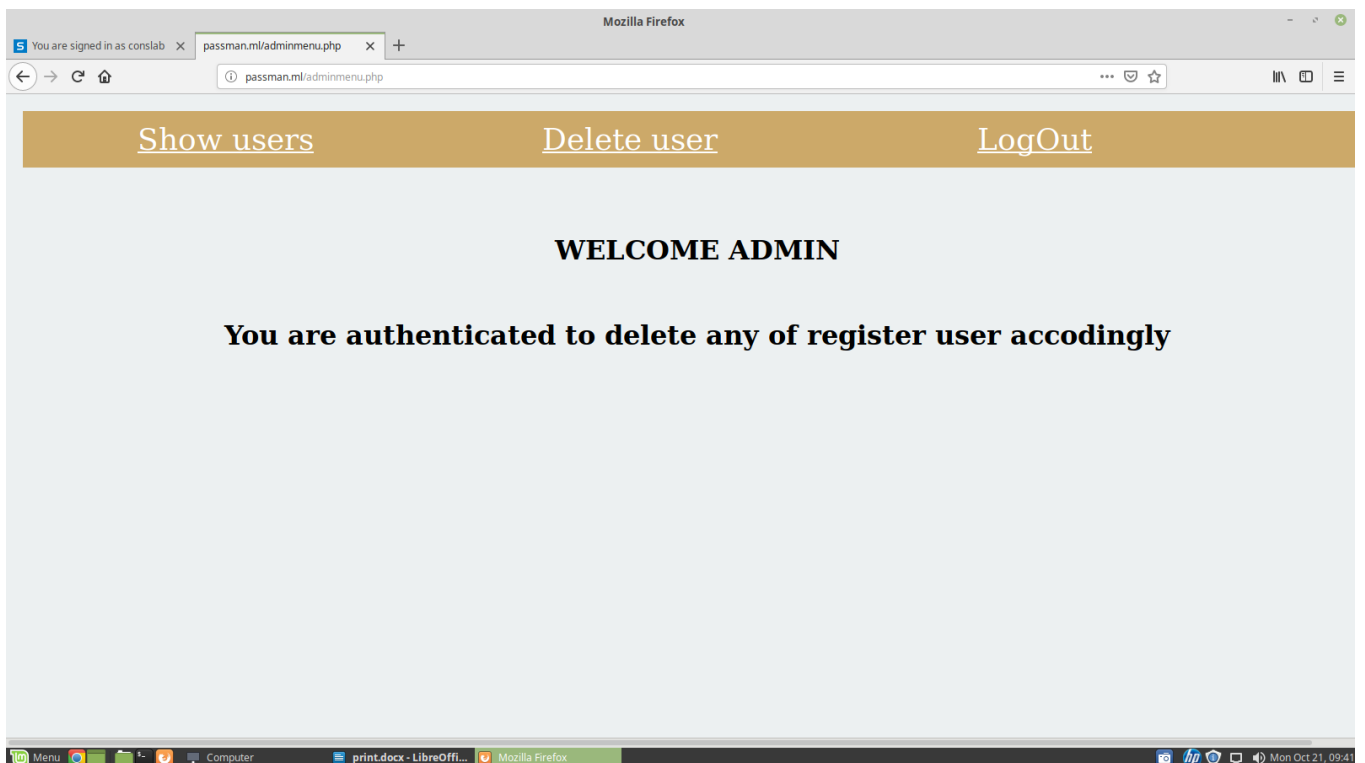 Mozilla Firefox
You are signed in as conslab
passman.ml/adminmenu.php
passman.ml/adminmenu.php
Show users Delete user LogOut
WELCOME ADMIN
You are authenticated to delete any of register user accodingly
Menu Computer print.docx - LibreOffi... Mozilla Firefox hp Mon Oct 21, 09:41